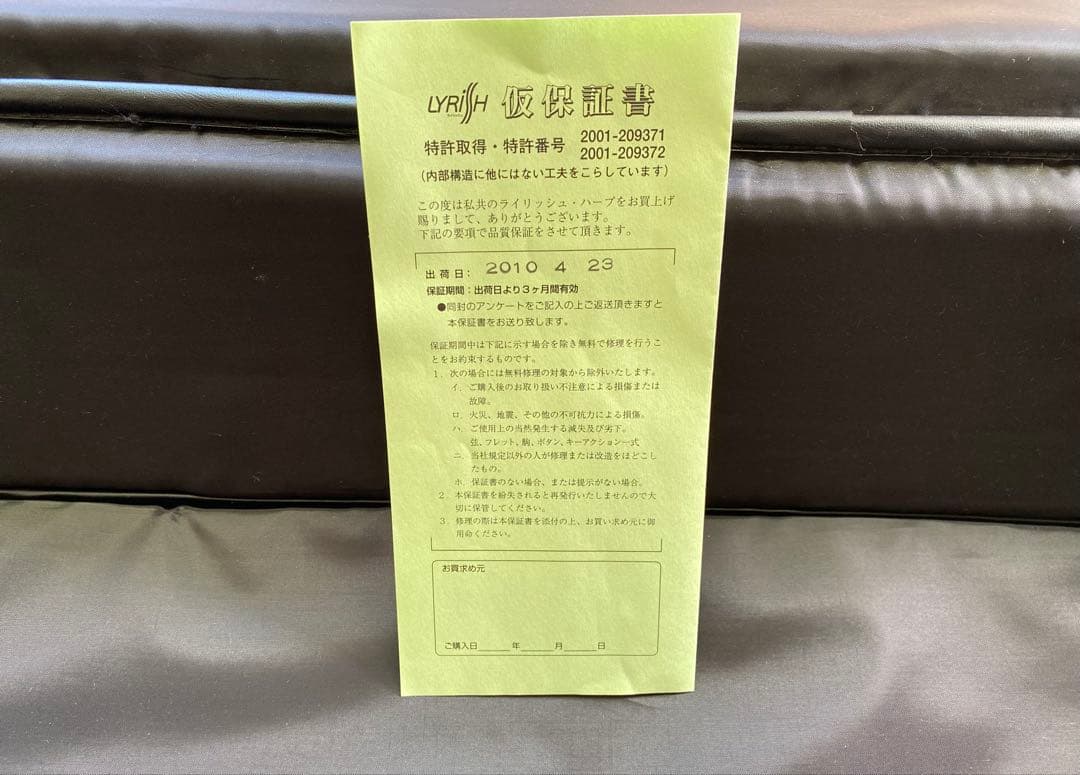 LYRiSH 仮保証書
特許取得・特許番号 2001-209371
2001-209372
(内部構造に他にはない工夫をこらしています)
この度は私共のライリッシュ・ハープをお買上げ
賜りまして、ありがとうございます。
下記の要項で品質保証をさせて頂きます。
出荷日: 2010 4 23
保証期間:出荷日より3ヶ月間有効
●同封のアンケートをご記入の上ご返送頂きますと
本保証書をお送り致します。
保証期間中は下記に示す場合を除き無料で修理を行うこ
とをお約束するものです。
1. 次の場合には無料修理の対象から除外いたします。
イ. ご購入後のお取り扱い不注意による損傷または
故障。
ロ. 火災、地震、その他の不可抗力による損傷。
ハ. ご使用上の当然発生する滅失及び劣下。
弦、フレット、駒、ボタン、キーアクション一式
ニ. 当社規定以外の人が修理または改造をほどこし
たもの。
ホ. 保証書のない場合、または提示がない場合。
2. 本保証書を紛失されると再発行いたしませんので大
切に保管してください。
3. 修理の際は本保証書を添付の上、お買い求め元に御
用命ください。
お買求め元
ご購入日____年____月____日